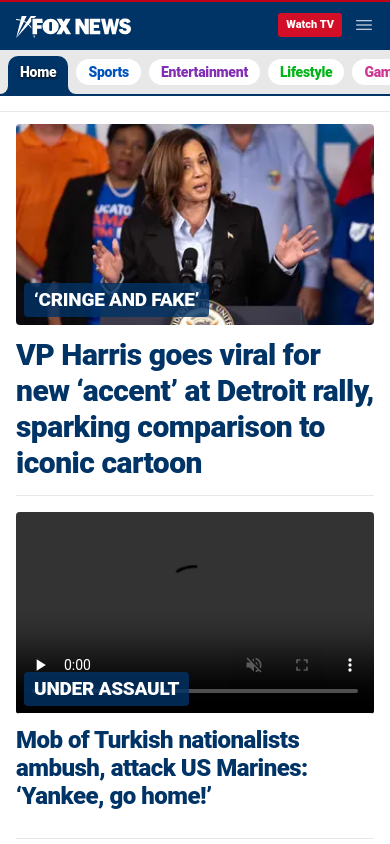 FOX NEWS
Watch TV
Home
Sports
Entertainment
Lifestyle
Gam
UCATO
‘CRINGE AND FAKE’
VP Harris goes viral for
new ‘accent’ at Detroit rally,
sparking comparison to
iconic cartoon
0:00
UNDER ASSAULT
Mob of Turkish nationalists
ambush, attack US Marines:
‘Yankee, go home!’